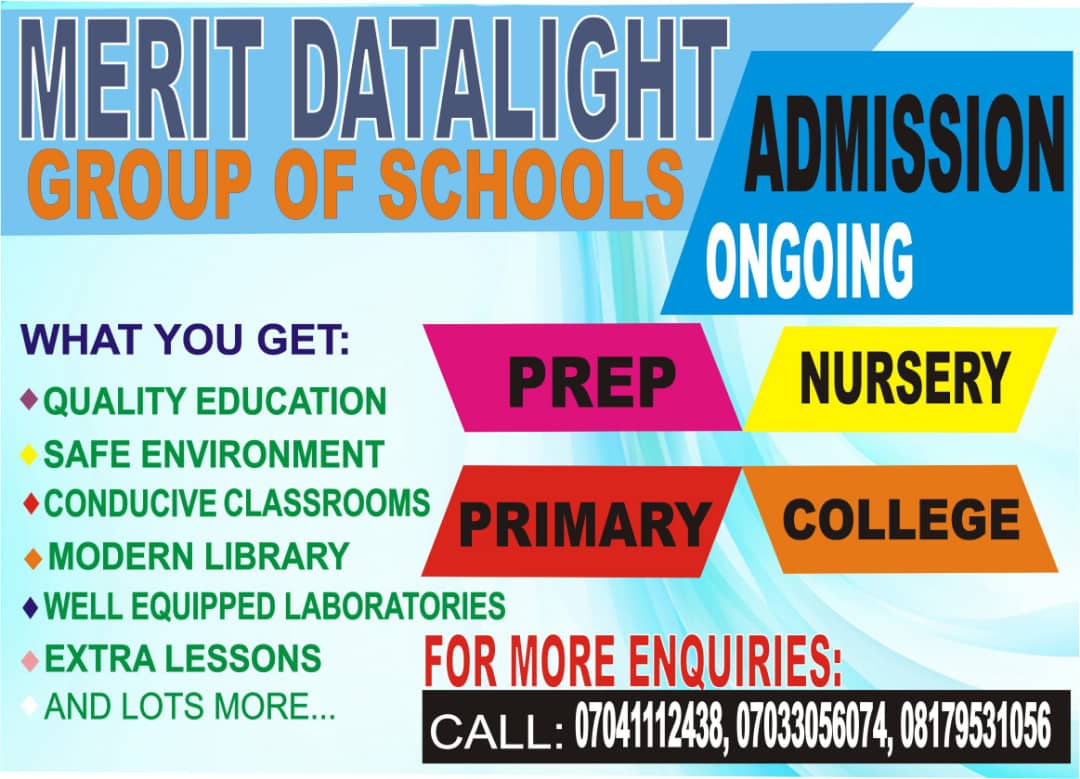 MERIT DATALIGHT
GROUP OF SCHOOLS
ADMISSION
ONGOING
WHAT YOU GET:
QUALITY EDUCATION
SAFE ENVIRONMENT
CONDUCIVE CLASSROOMS
MODERN LIBRARY
WELL EQUIPPED LABORATORIES
EXTRA LESSONS
AND LOTS MORE...
PREP
NURSERY
PRIMARY
COLLEGE
FOR MORE ENQUIRIES:
CALL: 07041112438, 07033056074, 08179531056